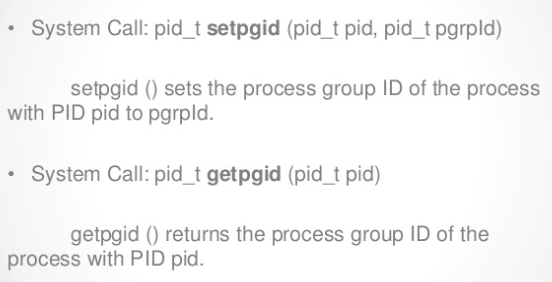 • System Call: pid_t setpgid (pid_t pid, pid_t pgrpId)
setpgid () sets the process group ID of the process
with PID pid to pgrpId.
• System Call: pid_t getpgid (pid_t pid)
getpgid () returns the process group ID of the
process with PID pid.